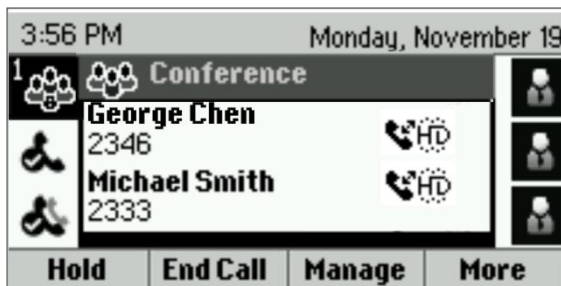 3:56 PM Monday, November 19
1 Conference
George Chen
2346 HD
Michael Smith
2333 HD
Hold End Call Manage More